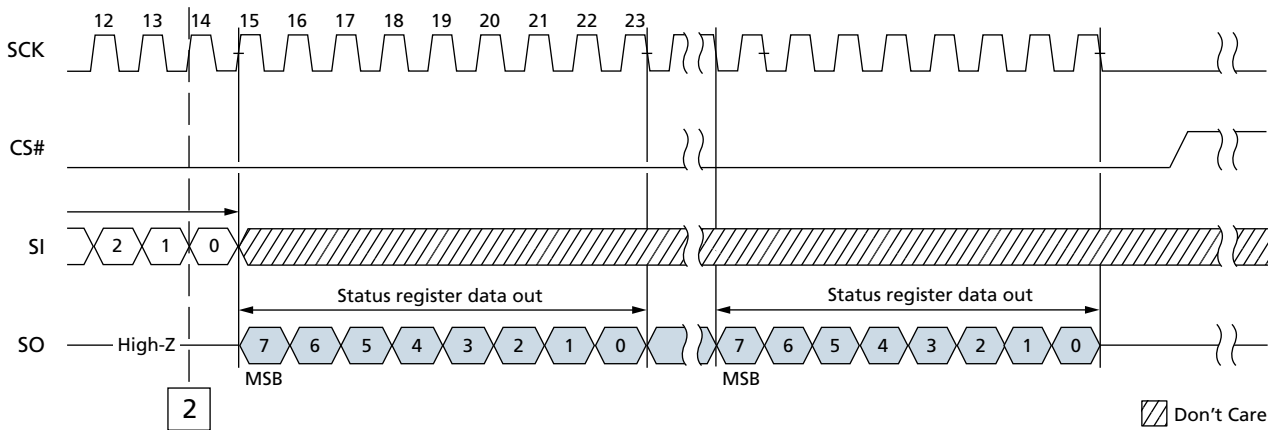 12 13 14 15 16 17 18 19 20 21 22 23
SCK
CS#
SI 2 1 0
Status register data out Status register data out
SO High-Z 7 6 5 4 3 2 1 0 7 6 5 4 3 2 1 0
MSB MSB
2
Don't Care